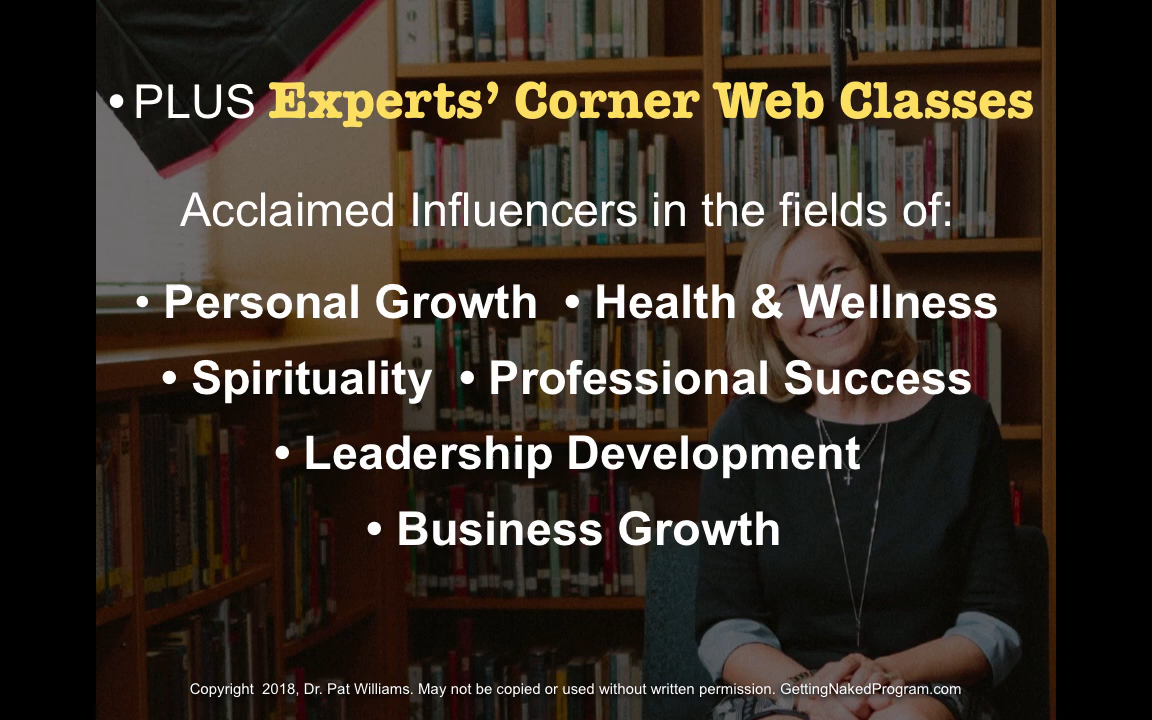 • PLUS Experts’ Corner Web Classes
Acclaimed Influencers in the fields of:
• Personal Growth • Health & Wellness
• Spirituality • Professional Success
• Leadership Development
• Business Growth
Copyright 2018, Dr. Pat Williams. May not be copied or used without written permission. GettingNakedProgram.com